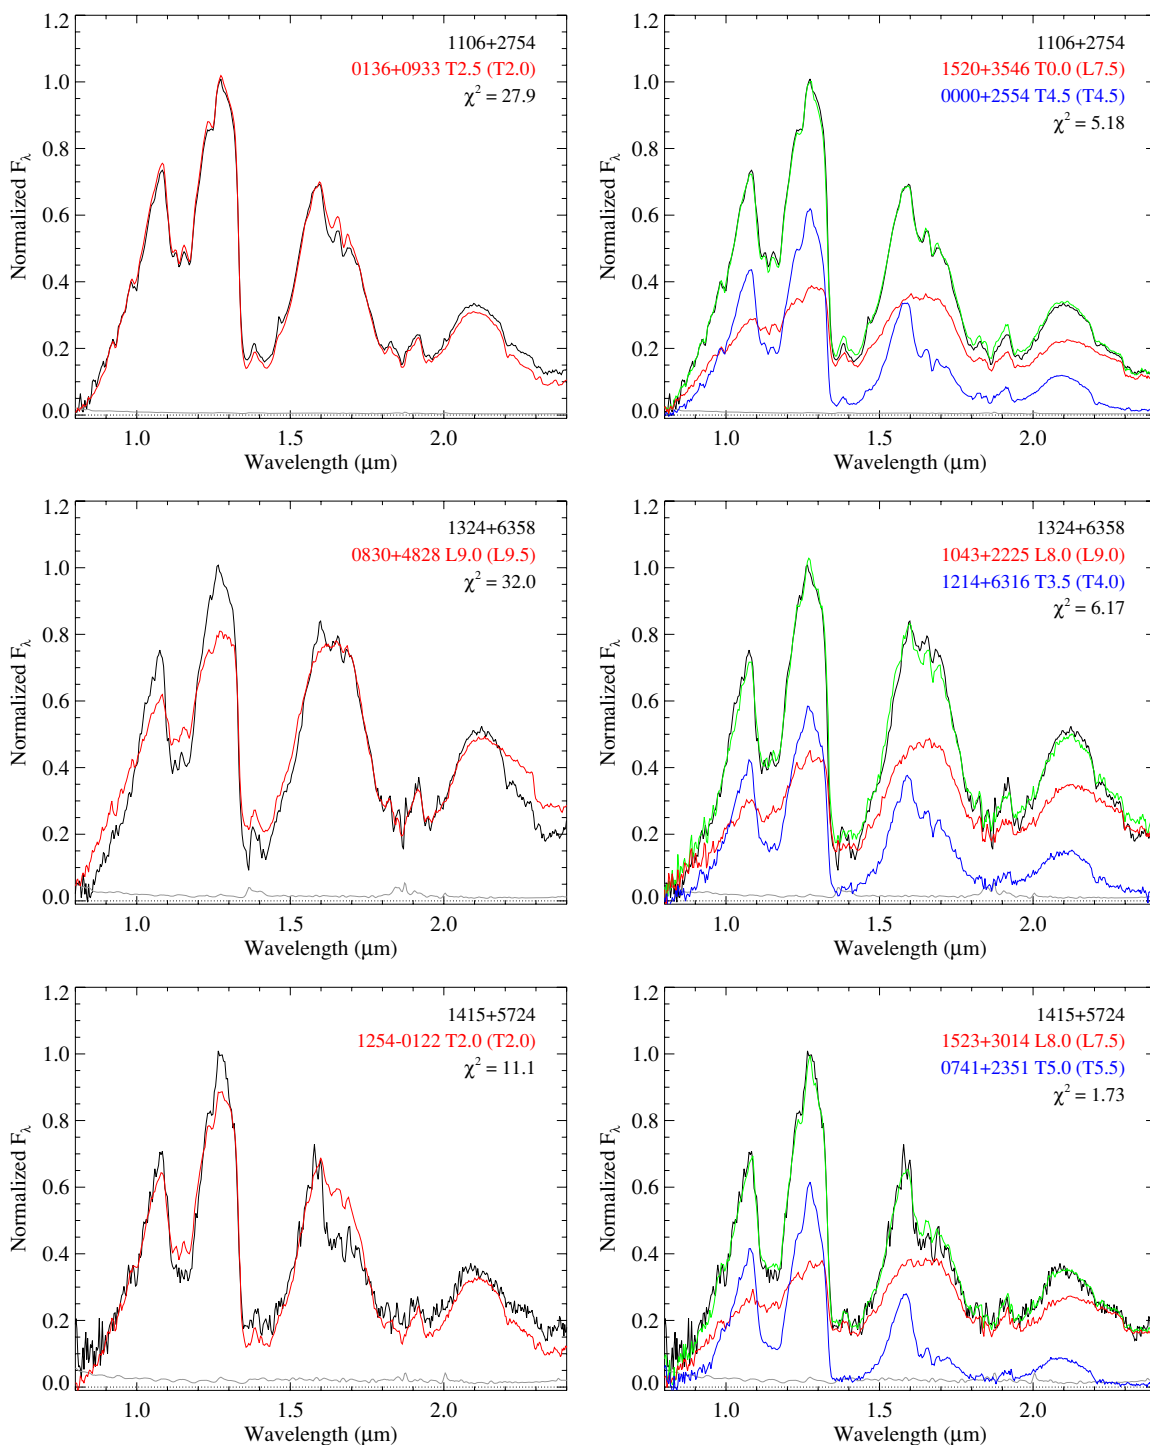 1106+2754
0136+0933 T2.5 (T2.0)
χ² = 27.9
Normalized F_λ
1.2
1.0
0.8
0.6
0.4
0.2
0.0
1.0 1.5 2.0
Wavelength (μm)
1106+2754
1520+3546 T0.0 (L7.5)
0000+2554 T4.5 (T4.5)
χ² = 5.18
Normalized F_λ
1.2
1.0
0.8
0.6
0.4
0.2
0.0
1.0 1.5 2.0
Wavelength (μm)
1324+6358
0830+4828 L9.0 (L9.5)
χ² = 32.0
Normalized F_λ
1.2
1.0
0.8
0.6
0.4
0.2
0.0
1.0 1.5 2.0
Wavelength (μm)
1324+6358
1043+2225 L8.0 (L9.0)
1214+6316 T3.5 (T4.0)
χ² = 6.17
Normalized F_λ
1.2
1.0
0.8
0.6
0.4
0.2
0.0
1.0 1.5 2.0
Wavelength (μm)
1415+5724
1254-0122 T2.0 (T2.0)
χ² = 11.1
Normalized F_λ
1.2
1.0
0.8
0.6
0.4
0.2
0.0
1.0 1.5 2.0
Wavelength (μm)
1415+5724
1523+3014 L8.0 (L7.5)
0741+2351 T5.0 (T5.5)
χ² = 1.73
Normalized F_λ
1.2
1.0
0.8
0.6
0.4
0.2
0.0
1.0 1.5 2.0
Wavelength (μm)